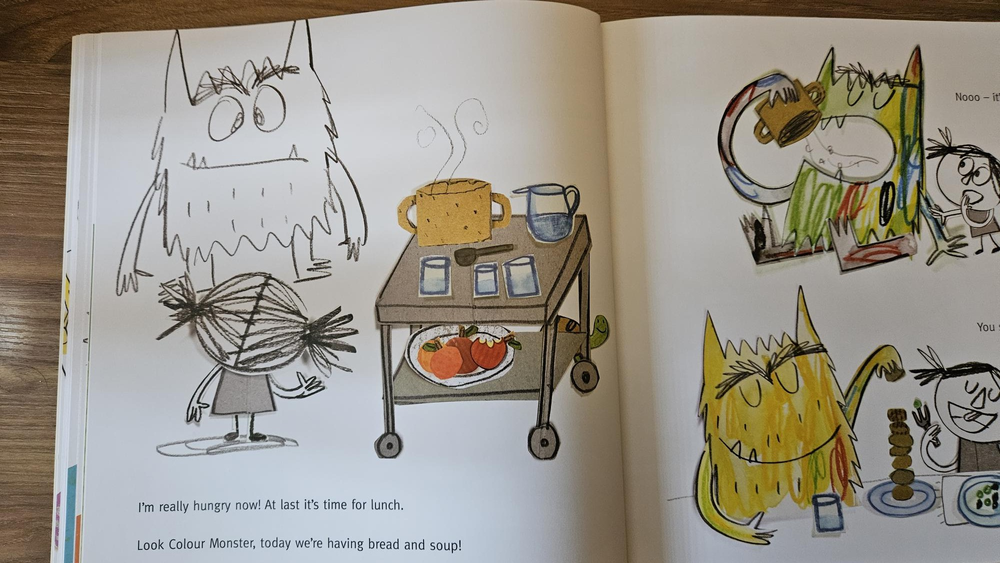 I'm really hungry now! At last it's time for lunch.
Look Colour Monster, today we're having bread and soup!
Nooo – it'
You